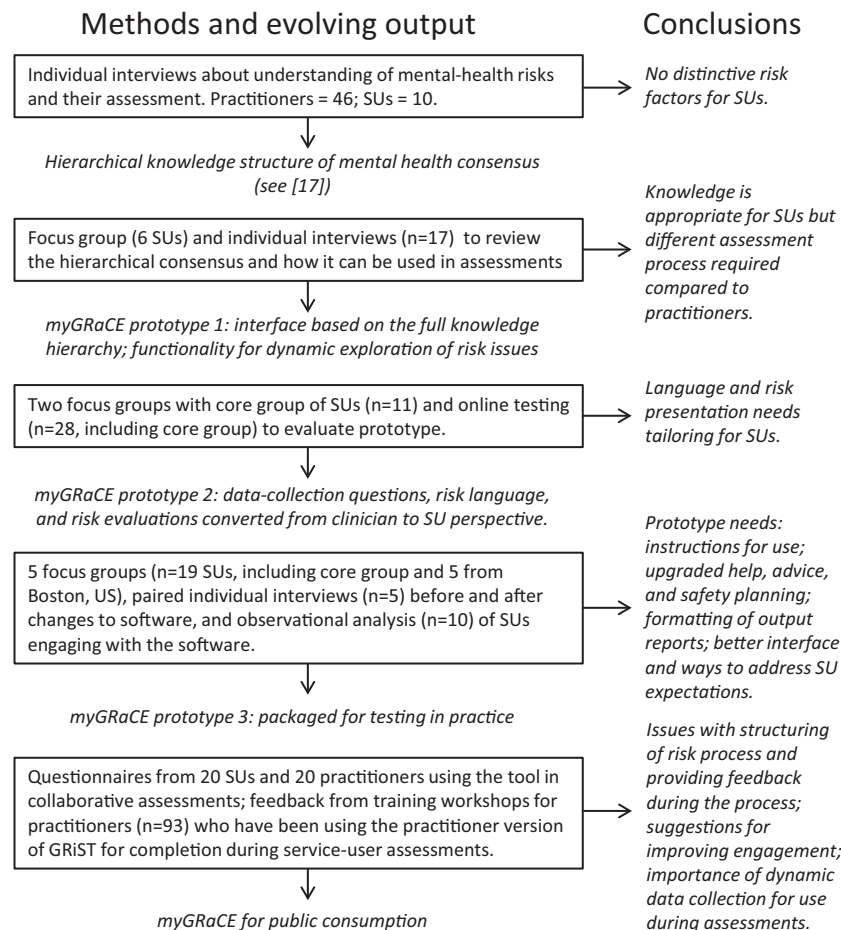 Methods and evolving output
Conclusions
Individual interviews about understanding of mental-health risks
and their assessment. Practitioners = 46; SUs = 10.
No distinctive risk
factors for SUs.
Hierarchical knowledge structure of mental health consensus
(see [17])
Focus group (6 SUs) and individual interviews (n=17) to review
the hierarchical consensus and how it can be used in assessments
Knowledge is
appropriate for SUs but
different assessment
process required
compared to
practitioners.
myGRaCE prototype 1: interface based on the full knowledge
hierarchy; functionality for dynamic exploration of risk issues
Two focus groups with core group of SUs (n=11) and online testing
(n=28, including core group) to evaluate prototype.
Language and risk
presentation needs
tailoring for SUs.
myGRaCE prototype 2: data-collection questions, risk language,
and risk evaluations converted from clinician to SU perspective.
5 focus groups (n=19 SUs, including core group and 5 from
Boston, US), paired individual interviews (n=5) before and after
changes to software, and observational analysis (n=10) of SUs
engaging with the software.
Prototype needs:
instructions for use;
upgraded help, advice,
and safety planning;
formatting of output
reports; better interface
and ways to address SU
expectations.
myGRaCE prototype 3: packaged for testing in practice
Questionnaires from 20 SUs and 20 practitioners using the tool in
collaborative assessments; feedback from training workshops for
practitioners (n=93) who have been using the practitioner version
of GRiST for completion during service-user assessments.
Issues with structuring
of risk process and
providing feedback
during the process;
suggestions for
improving engagement;
importance of dynamic
data collection for use
during assessments.
myGRaCE for public consumption